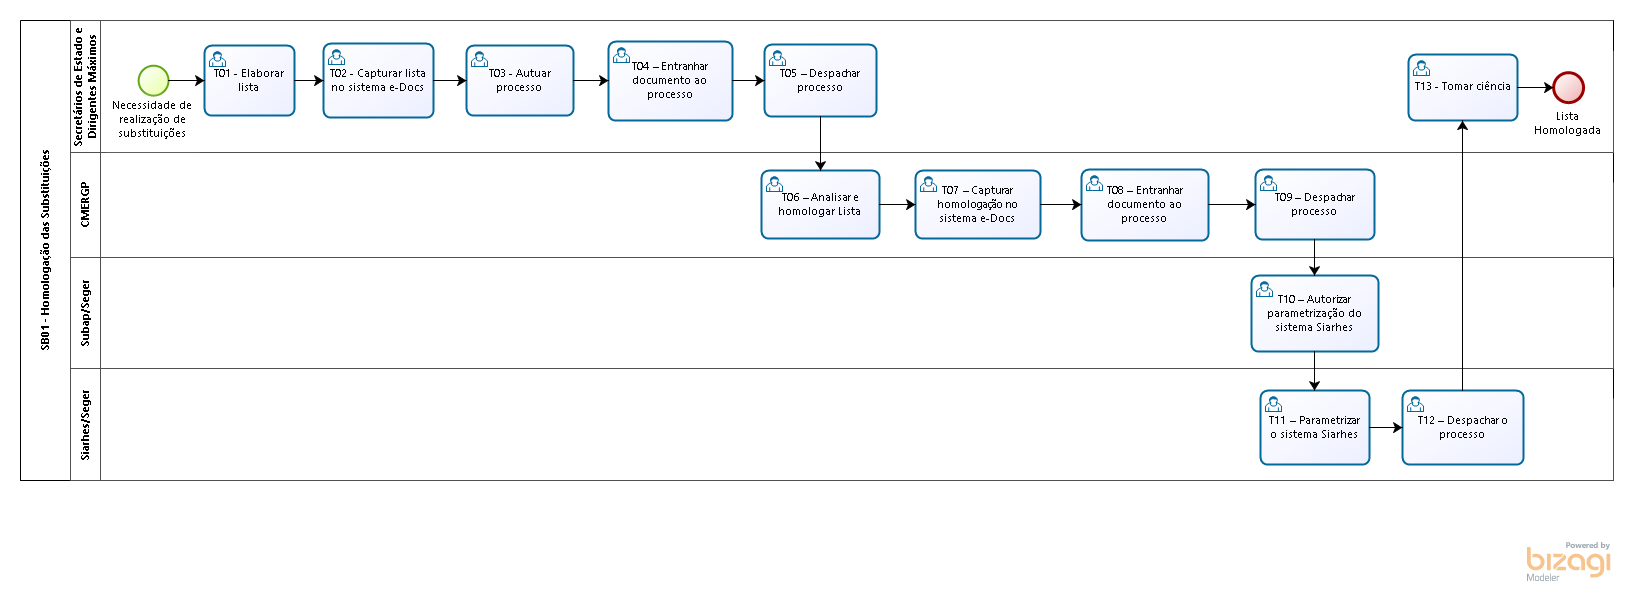 SB01 - Homologação das Substituições
Secretários de Estado e
Dirigentes Máximos
Necessidade de
realização de
substituições
T01 - Elaborar
lista
T02 - Capturar lista
no sistema e-Docs
T03 - Autuar
processo
T04 – Entranhar
documento ao
processo
T05 – Despachar
processo
T13 - Tomar ciência
Lista
Homologada
CMERGP
T06 – Analisar e
homologar Lista
T07 – Capturar
homologação no
sistema e-Docs
T08 – Entranhar
documento ao
processo
T09 – Despachar
processo
Subap/Seger
T10 – Autorizar
parametrização do
sistema Siarhes
Siarhes/Seger
T11 – Parametrizar
o sistema Siarhes
T12 – Despachar o
processo
Powered by
bizagi
Modeler